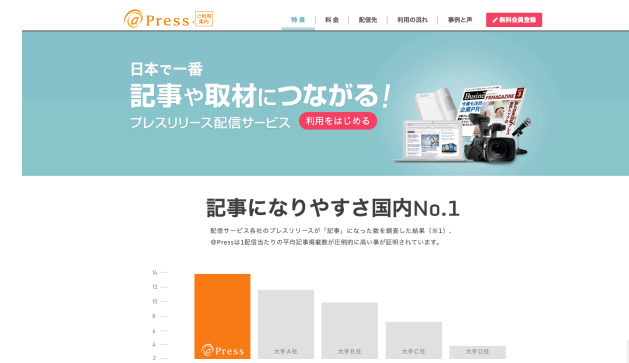 @Press ご利用案内
特長 料金 配信先 利用の流れ 事例と声 無料会員登録
日本で一番
記事や取材につながる!
プレスリリース配信サービス 利用をはじめる
記事になりやすさ国内No.1
配信サービス各社のプレスリリースが「記事」になった数を調査した結果(※1)、
@Pressは1配信当たりの平均記事掲載数が圧倒的に高い事が証明されています。
14
12
10
8
6
4
2
@Press 大手A社 大手B社 大手C社 大手D社